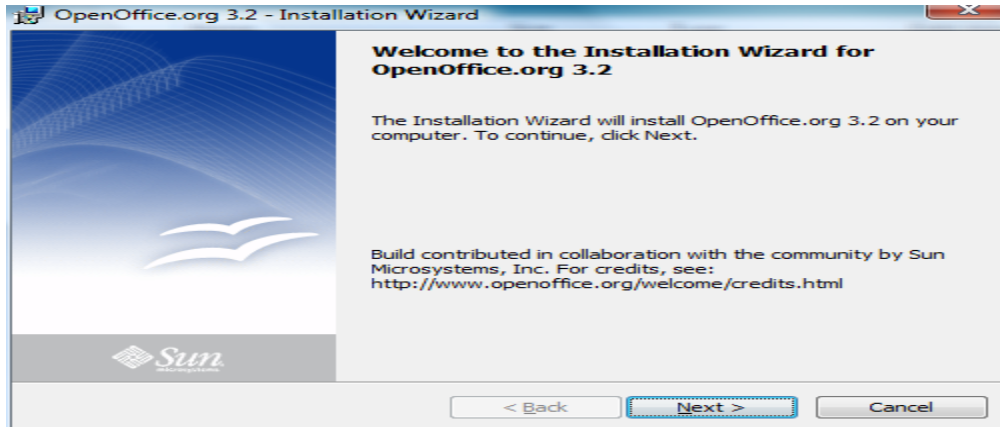 OpenOffice.org 3.2 - Installation Wizard
Welcome to the Installation Wizard for
OpenOffice.org 3.2
The Installation Wizard will install OpenOffice.org 3.2 on your
computer. To continue, click Next.
Build contributed in collaboration with the community by Sun
Microsystems, Inc. For credits, see:
http://www.openoffice.org/welcome/credits.html
Sun
microsystems
< Back
Next >
Cancel